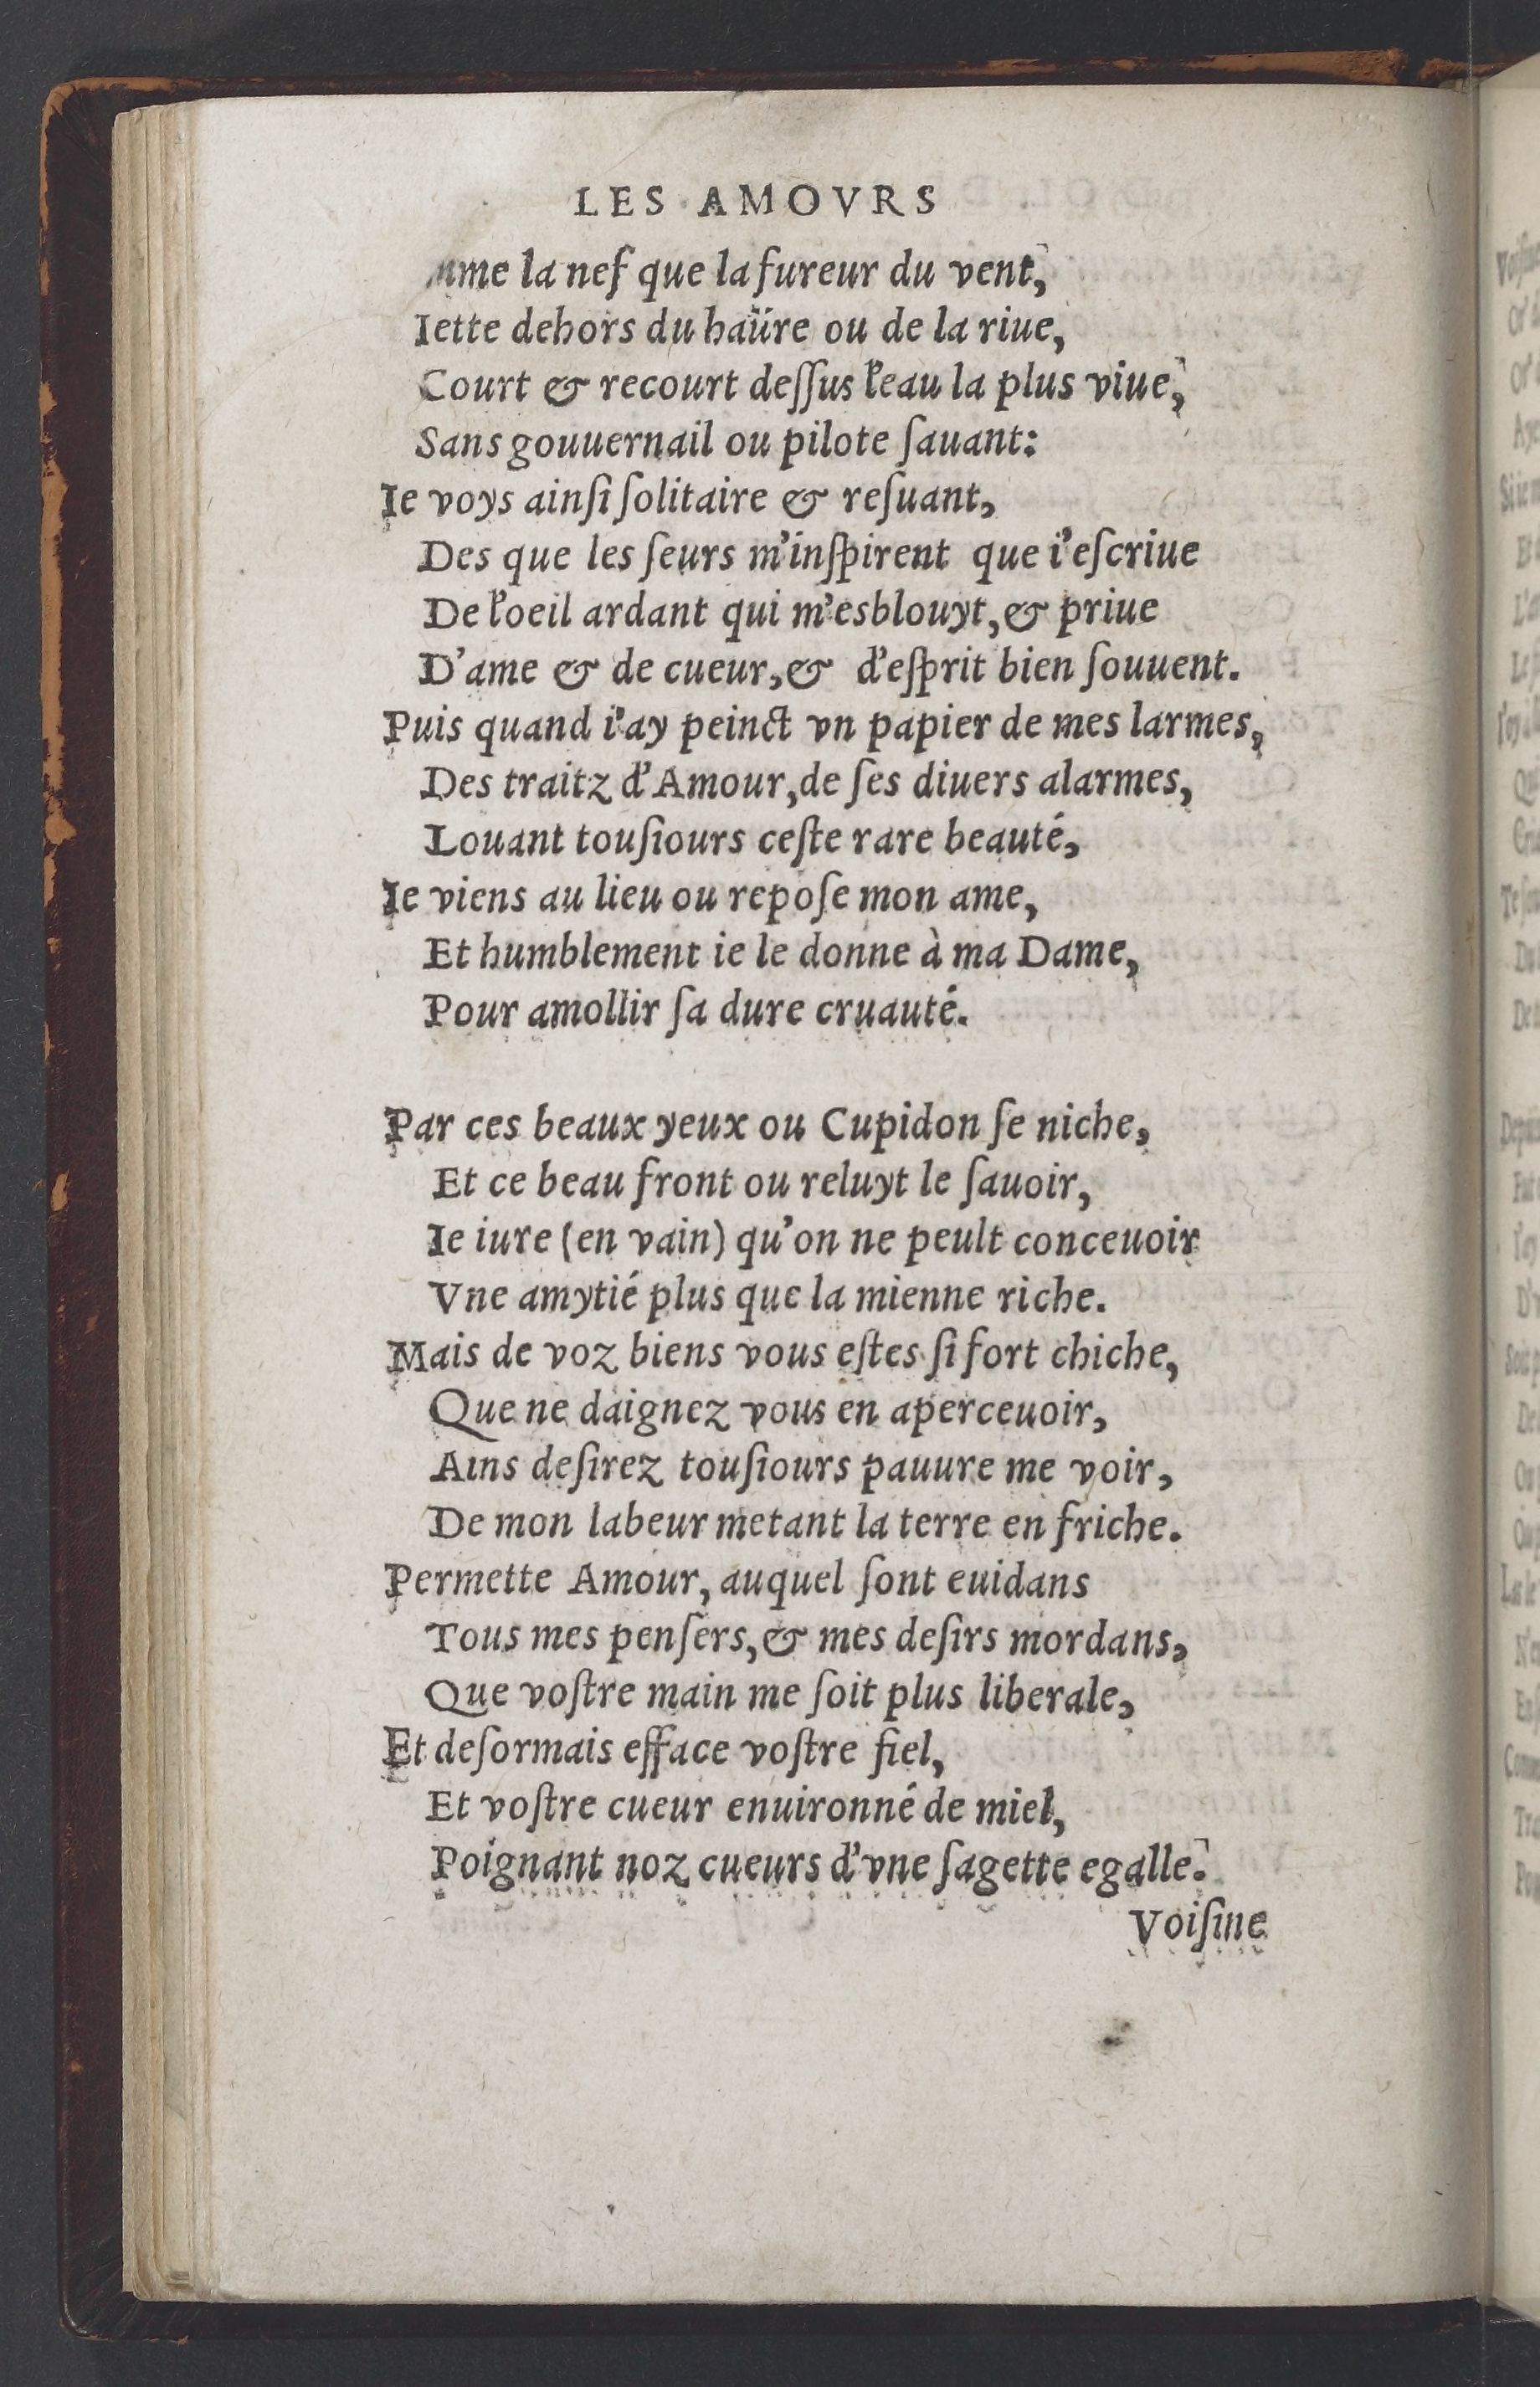 LES AMOVRS
mme la nef que la fureur du vent,
Iette dehors du haüre ou de la riue,
Court & recourt deſſus l'eau la plus viue,
Sans gouuernail ou pilote ſauant:
Ie voys ainſi ſolitaire & reſuant,
Des que les ſeurs m'inſpirent que i'eſcriue
De l'oeil ardant qui m'esblouyt, & priue
D'ame & de cueur, & d'eſprit bien ſouuent.
Puis quand i'ay peinct vn papier de mes larmes,
Des traitz d'Amour, de ſes diuers alarmes,
Louant touſiours ceſte rare beauté,
Ie viens au lieu ou repoſe mon ame,
Et humblement ie le donne à ma Dame,
Pour amollir ſa dure cruauté.
Par ces beaux yeux ou Cupidon ſe niche,
Et ce beau front ou reluyt le ſauoir,
Ie iure (en vain) qu'on ne peult conceuoir
Vne amytié plus que la mienne riche.
Mais de voz biens vous eſtes ſi fort chiche,
Que ne daignez vous en aperceuoir,
Ains deſirez touſiours pauure me voir,
De mon labeur metant la terre en friche.
Permette Amour, auquel ſont euidans
Tous mes penſers, & mes deſirs mordans,
Que voſtre main me ſoit plus liberale,
Et deſormais efface voſtre fiel,
Et voſtre cueur enuironné de miel,
Poignant noz cueurs d'vne ſagette egalle.
Voiſine